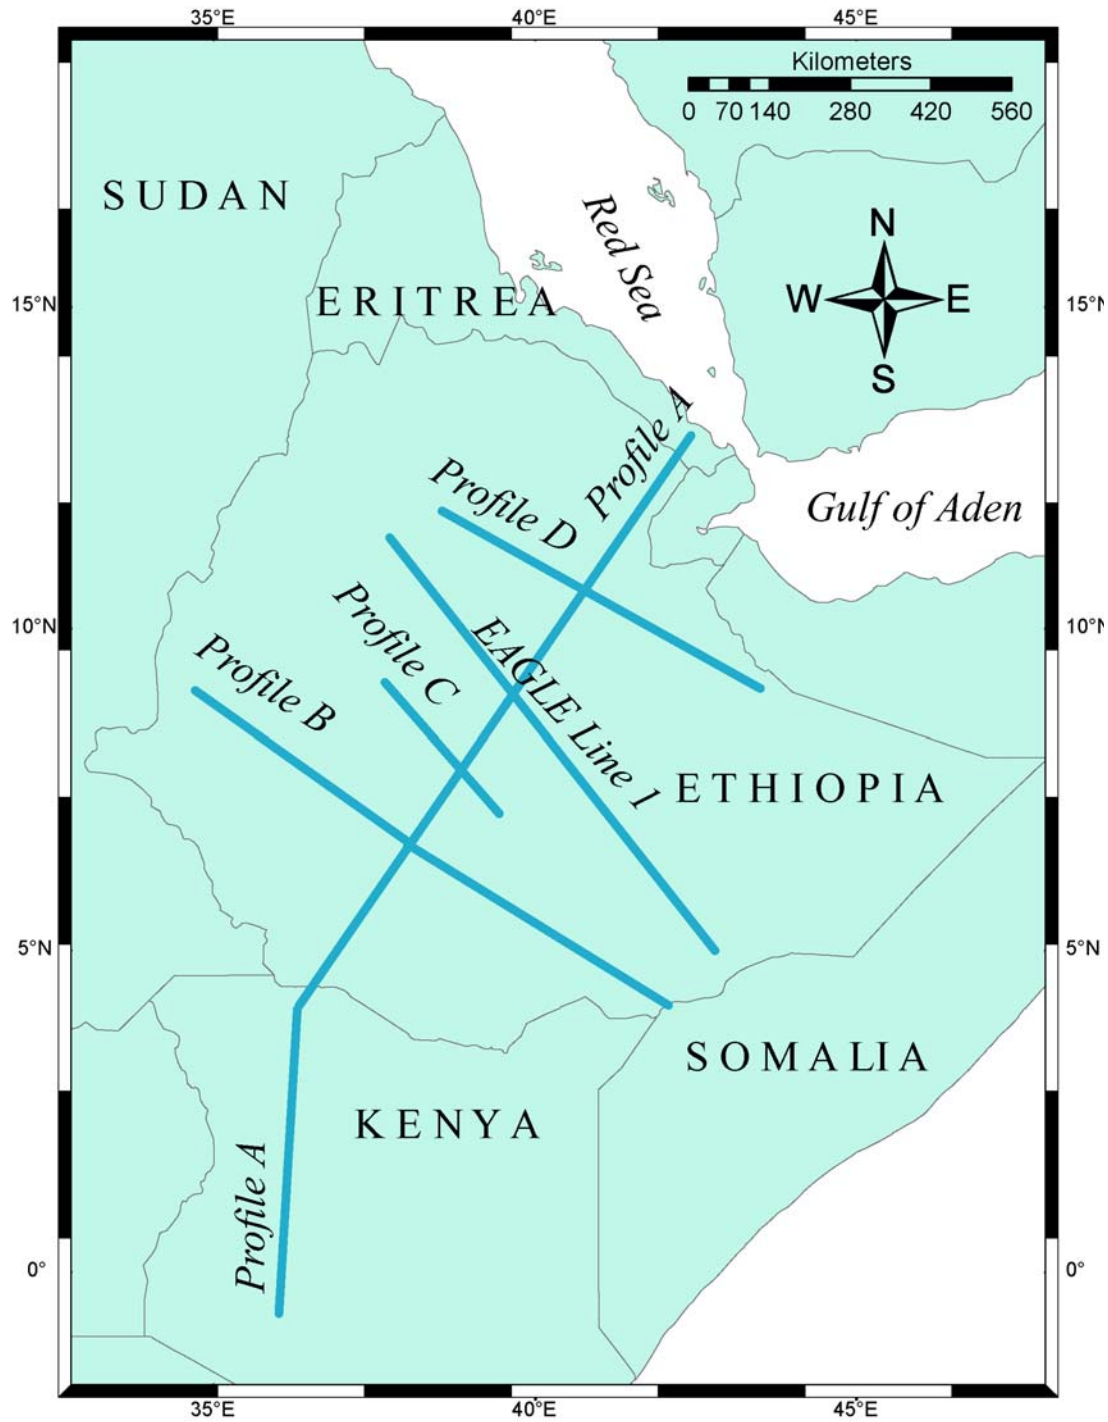 35°E 40°E 45°E
Kilometers
0 70 140 280 420 560
SUDAN
Red Sea
N
W E
S
15°N ERITREA 15°N
Profile A
Profile D
Gulf of Aden
Profile C
EAGLE Line 1
10°N 10°N
Profile B
ETHIOPIA
5°N 5°N
SOMALIA
KENYA
Profile A
0° 0°
35°E 40°E 45°E